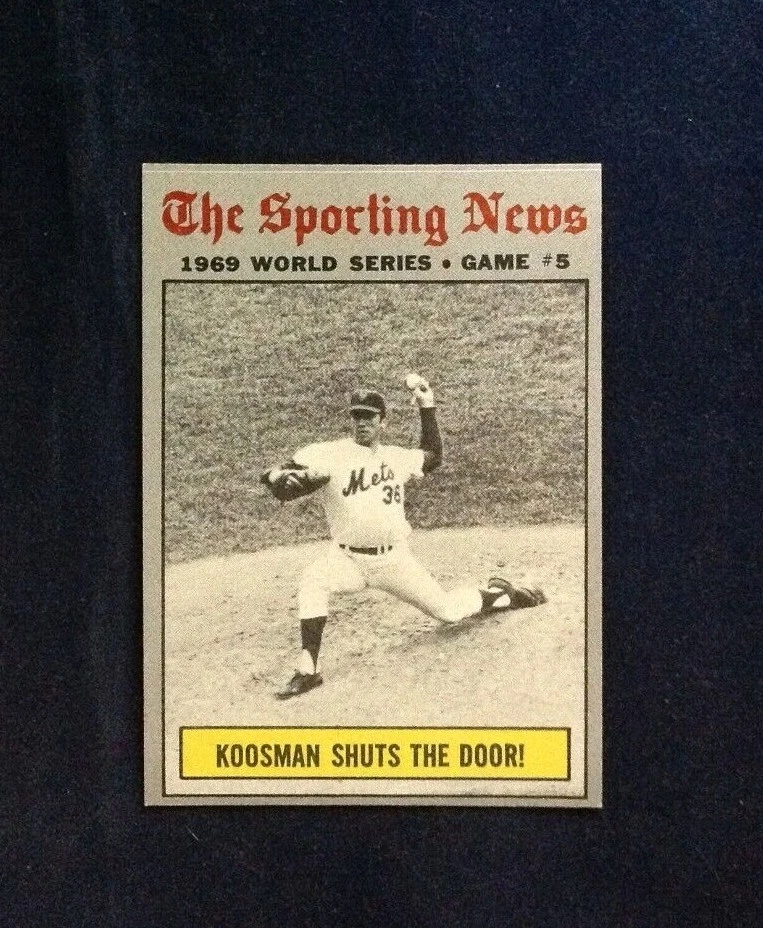 The Sporting News
1969 WORLD SERIES • GAME #5
Mets
36
KOOSMAN SHUTS THE DOOR!